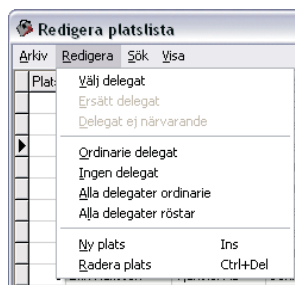 Redigera platslista
Arkiv Redigera Sök Visa
Plat
Välj delegat
Ersätt delegat
Delegat ej närvarande
Ordinarie delegat
Ingen delegat
Alla delegater ordinarie
Alla delegater röstar
Ny plats Ins
Radera plats Ctrl+Del